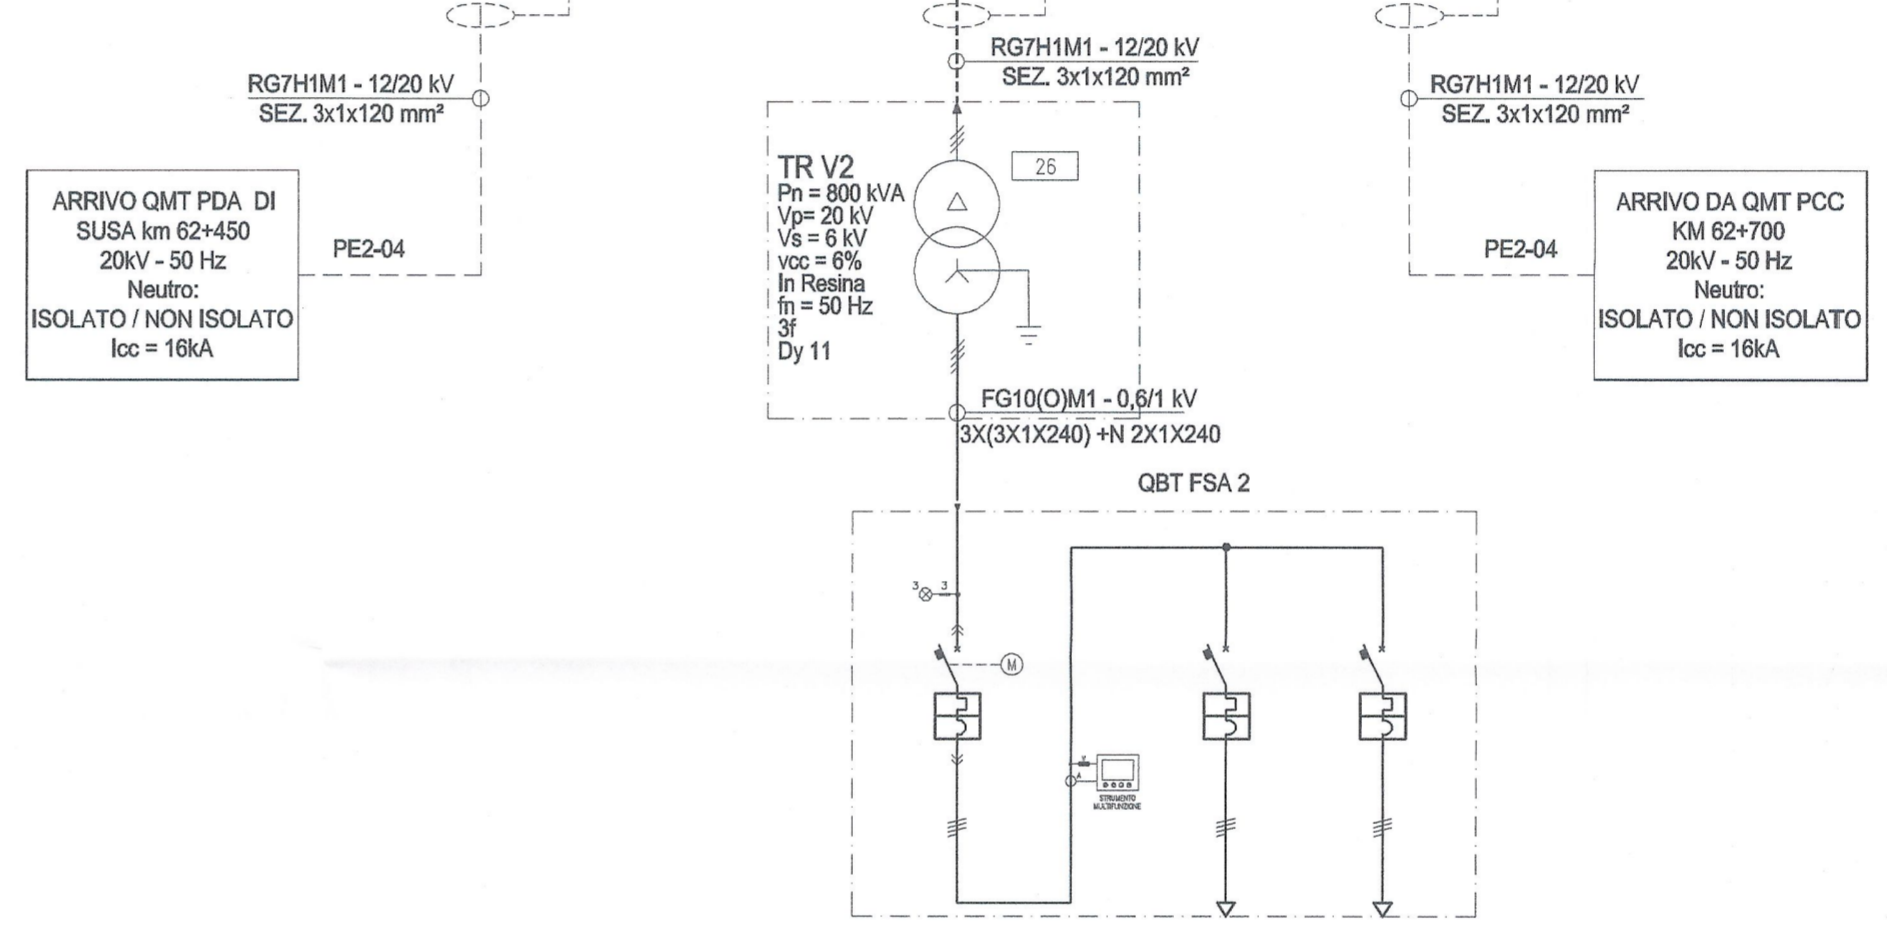 RG7H1M1 - 12/20 kV
SEZ. 3x1x120 mm²
RG7H1M1 - 12/20 kV
SEZ. 3x1x120 mm²
RG7H1M1 - 12/20 kV
SEZ. 3x1x120 mm²
ARRIVO QMT PDA DI
SUSA km 62+450
20kV - 50 Hz
Neutro:
ISOLATO / NON ISOLATO
Icc = 16kA
PE2-04
TR V2
Pn = 800 kVA
Vp= 20 kV
Vs = 6 kV
vcc = 6%
In Resina
fn = 50 Hz
3f
Dy 11
26
PE2-04
ARRIVO DA QMT PCC
KM 62+700
20kV - 50 Hz
Neutro:
ISOLATO / NON ISOLATO
Icc = 16kA
FG10(O)M1 - 0,6/1 kV
3X(3X1X240) +N 2X1X240
QBT FSA 2
3 3
M
V
A
STRUMENTO
MULTIFUNZIONE